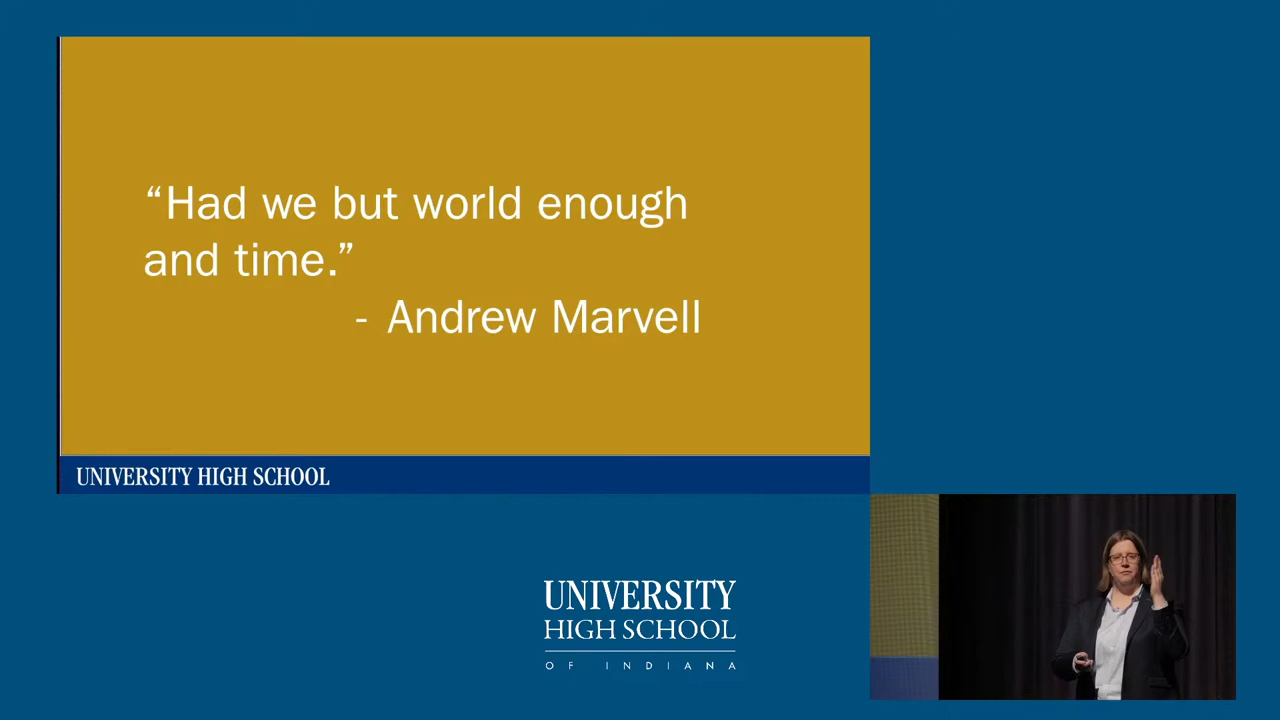 “Had we but world enough
and time.”
- Andrew Marvell
UNIVERSITY HIGH SCHOOL
UNIVERSITY
HIGH SCHOOL
OF INDIANA